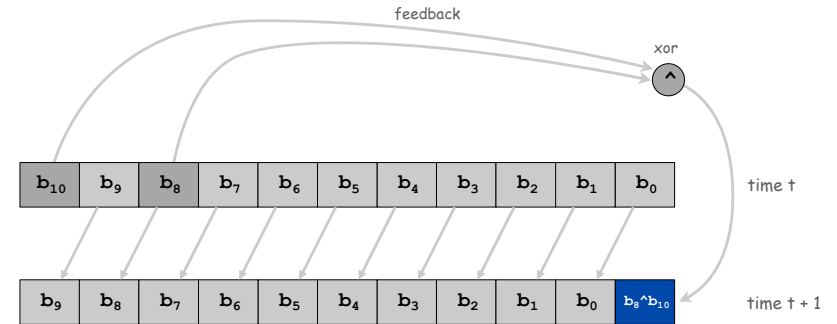 feedback
xor
^
b₁₀ b₉ b₈ b₇ b₆ b₅ b₄ b₃ b₂ b₁ b₀
time t
b₉ b₈ b₇ b₆ b₅ b₄ b₃ b₂ b₁ b₀ b₈^b₁₀
time t + 1